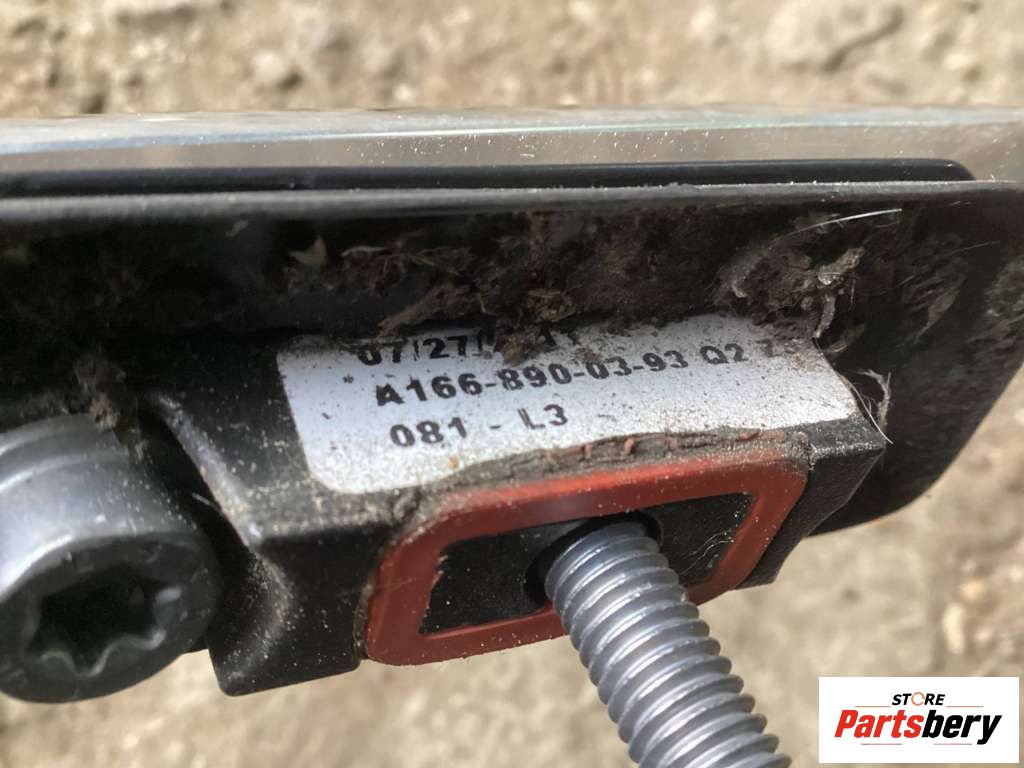 A166-890-03-93 Q2
081 - L3
STORE
Partsbery